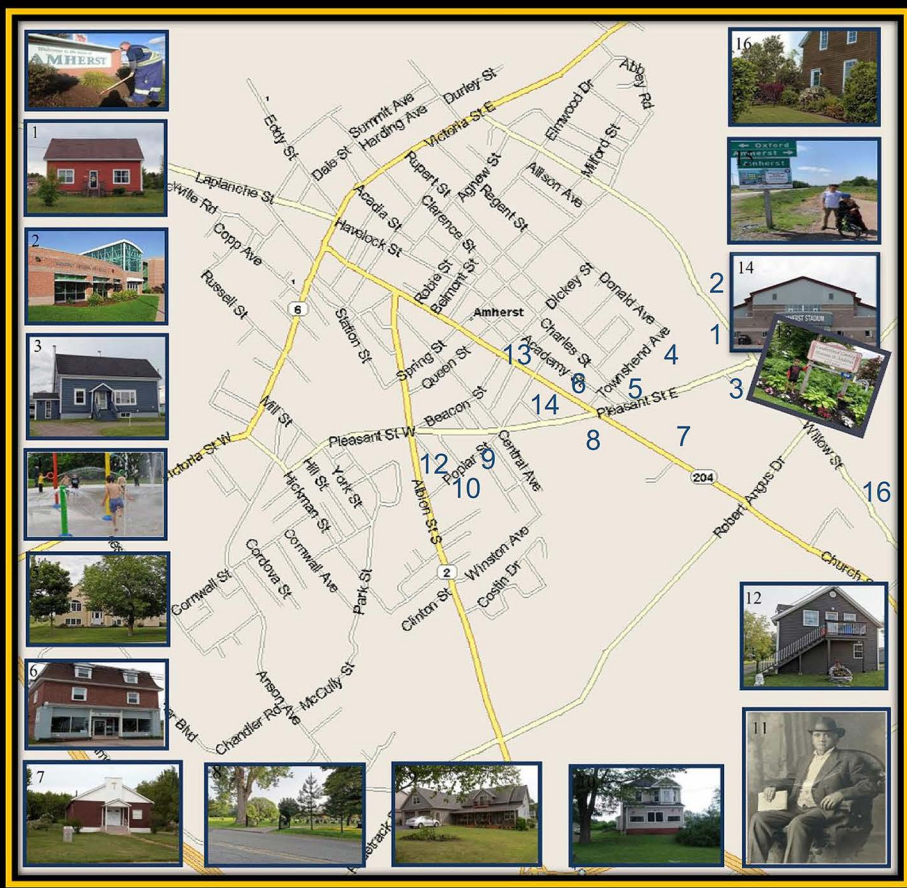 AMHERST
1
2
3
6
7
16
Oxford
Amherst
Amherst
14
AMHERST STADIUM
12
11
Eddy St
Dale St
Summit Ave
Harding Ave
Durley St
Victoria St E
Elmwood Dr
Abbey Rd
Milford St
Allison Ave
Rupert St
Agnew St
Regent St
Laplanche St
Acadia St
Clarence St
Havelock St
Copp Ave
Russell St
6
Station St
Robie St
Belmont St
Amherst
Dickey St
Donald Ave
Charles St
Academy
Townshend Ave
2
1
3
4
5
6
13
14
Spring St
Queen St
Beacon St
Pleasant St E
Pleasant St W
8
7
204
Mill St
Hill St
York St
Hickman St
12
Poplar St
9
10
Central Ave
Albion St S
Willow St
16
Robert Angus Dr
Church
Cornwall St
Cordova St
Cornwall Ave
Park St
2
Winston Ave
Clinton St
Costin Dr
Anson Ave
McCully St
Chandler Rd